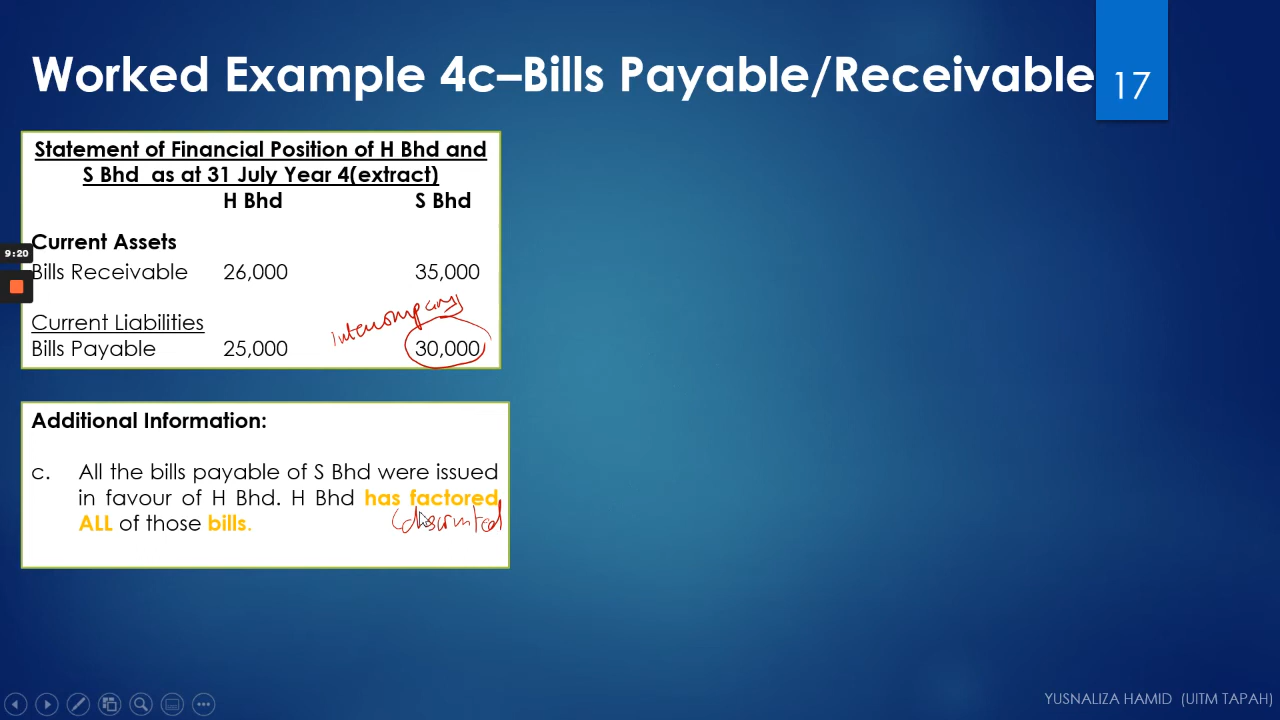 Worked Example 4c–Bills Payable/Receivable
17
Statement of Financial Position of H Bhd and
S Bhd as at 31 July Year 4(extract)
H Bhd S Bhd
Current Assets
9:20
Bills Receivable 26,000 35,000
intercompany
Current Liabilities
Bills Payable 25,000 30,000
Additional Information:
c. All the bills payable of S Bhd were issued
in favour of H Bhd. H Bhd has factored
ALL of those bills.
(discounted
YUSNALIZA HAMID (UITM TAPAH)